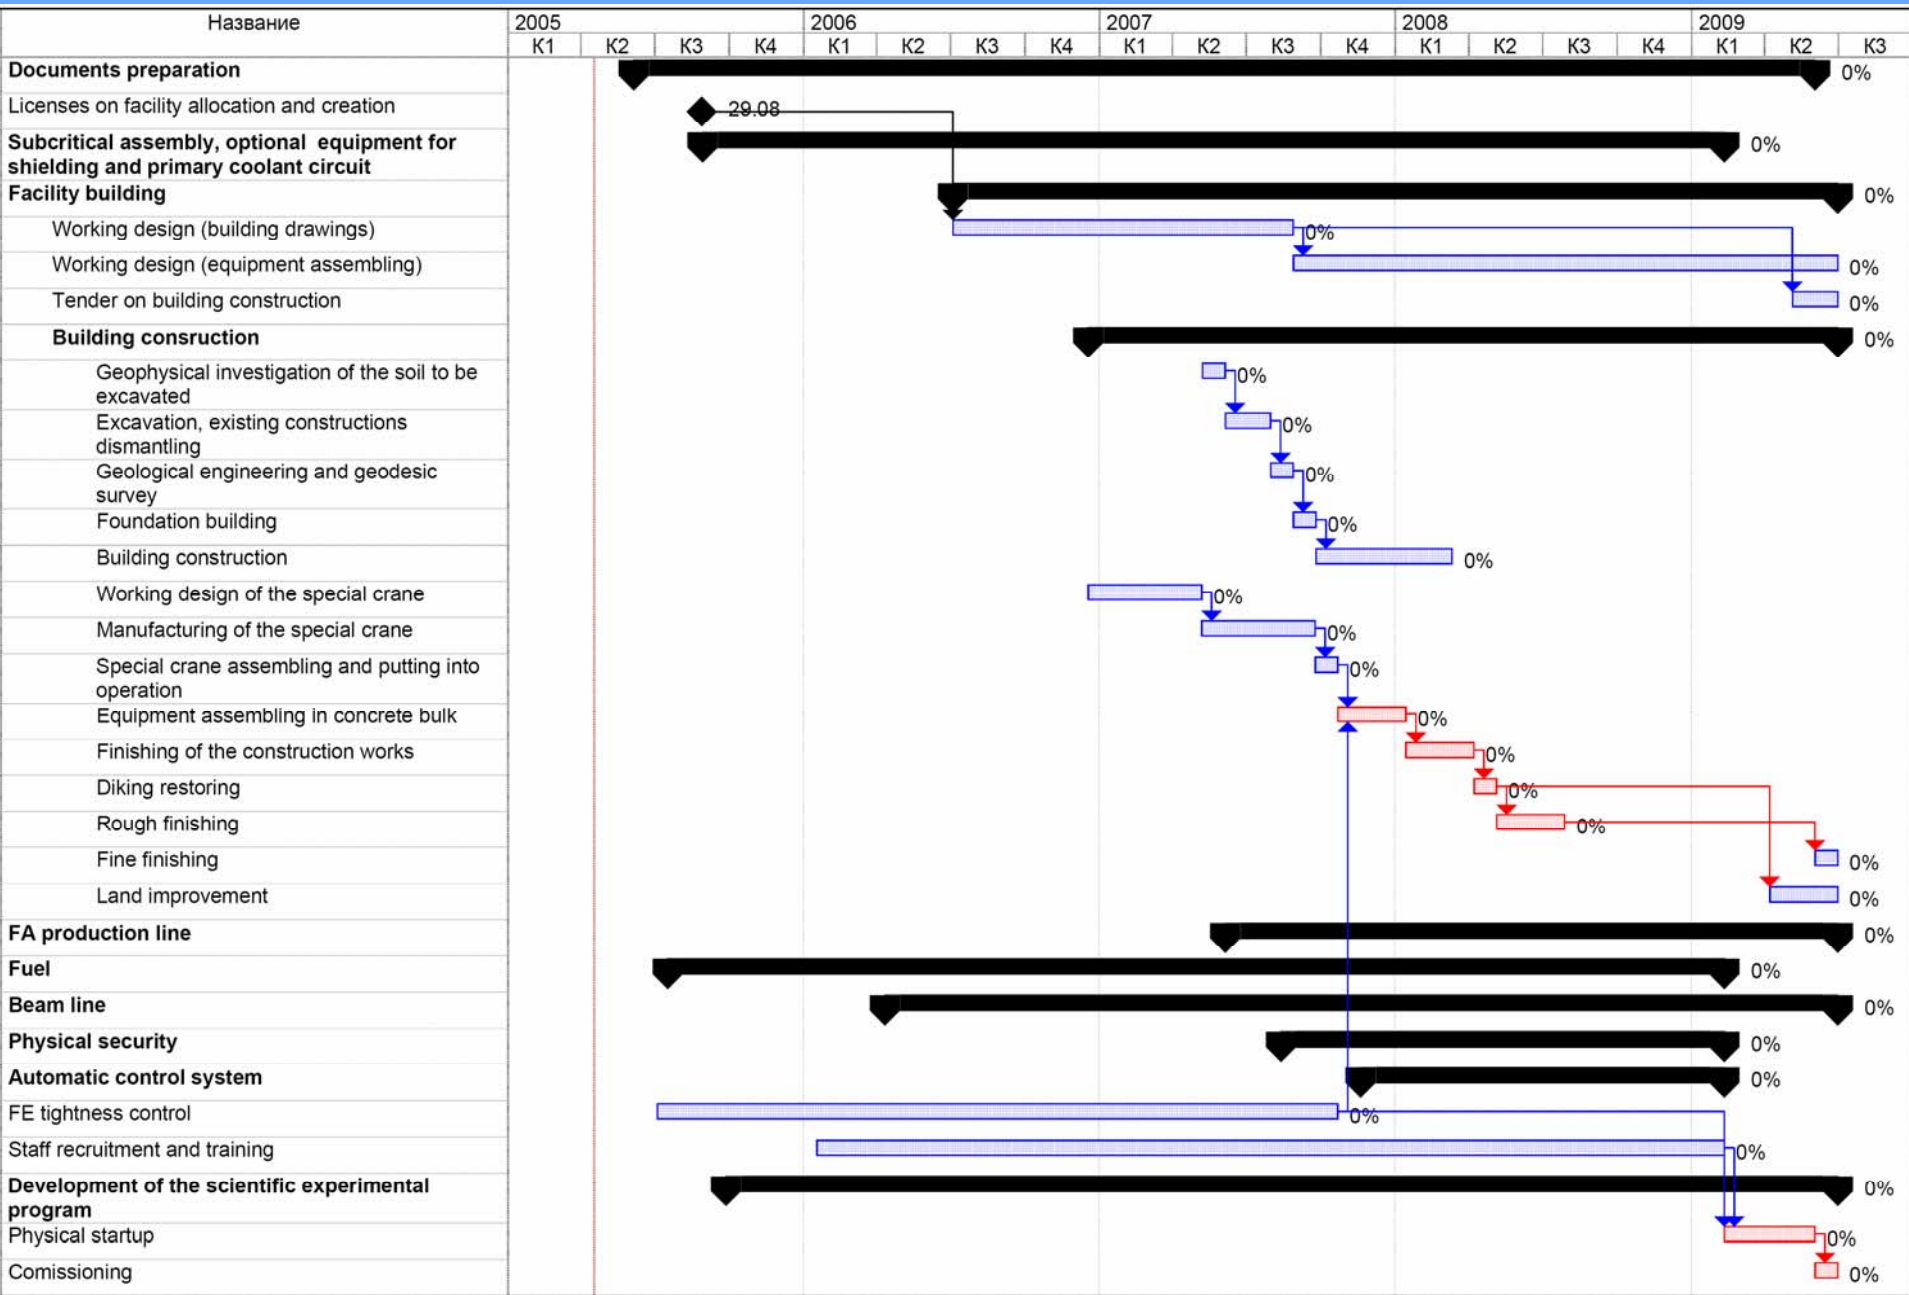 Название 2005 2006 2007 2008 2009
К1 К2 К3 К4 К1 К2 К3 К4 К1 К2 К3 К4 К1 К2 К3 К4 К1 К2 К3
Documents preparation 0%
Licenses on facility allocation and creation 29.08
Subcritical assembly, optional equipment for 0%
shielding and primary coolant circuit
Facility building 0%
Working design (building drawings) 0%
Working design (equipment assembling) 0%
Tender on building construction 0%
Building consruction 0%
Geophysical investigation of the soil to be 0%
excavated
Excavation, existing constructions 0%
dismantling
Geological engineering and geodesic 0%
survey
Foundation building 0%
Building construction 0%
Working design of the special crane 0%
Manufacturing of the special crane 0%
Special crane assembling and putting into 0%
operation
Equipment assembling in concrete bulk 0%
Finishing of the construction works 0%
Diking restoring 0%
Rough finishing 0%
Fine finishing 0%
Land improvement 0%
FA production line 0%
Fuel 0%
Beam line 0%
Physical security 0%
Automatic control system 0%
FE tightness control 0%
Staff recruitment and training 0%
Development of the scientific experimental 0%
program
Physical startup 0%
Comissioning 0%